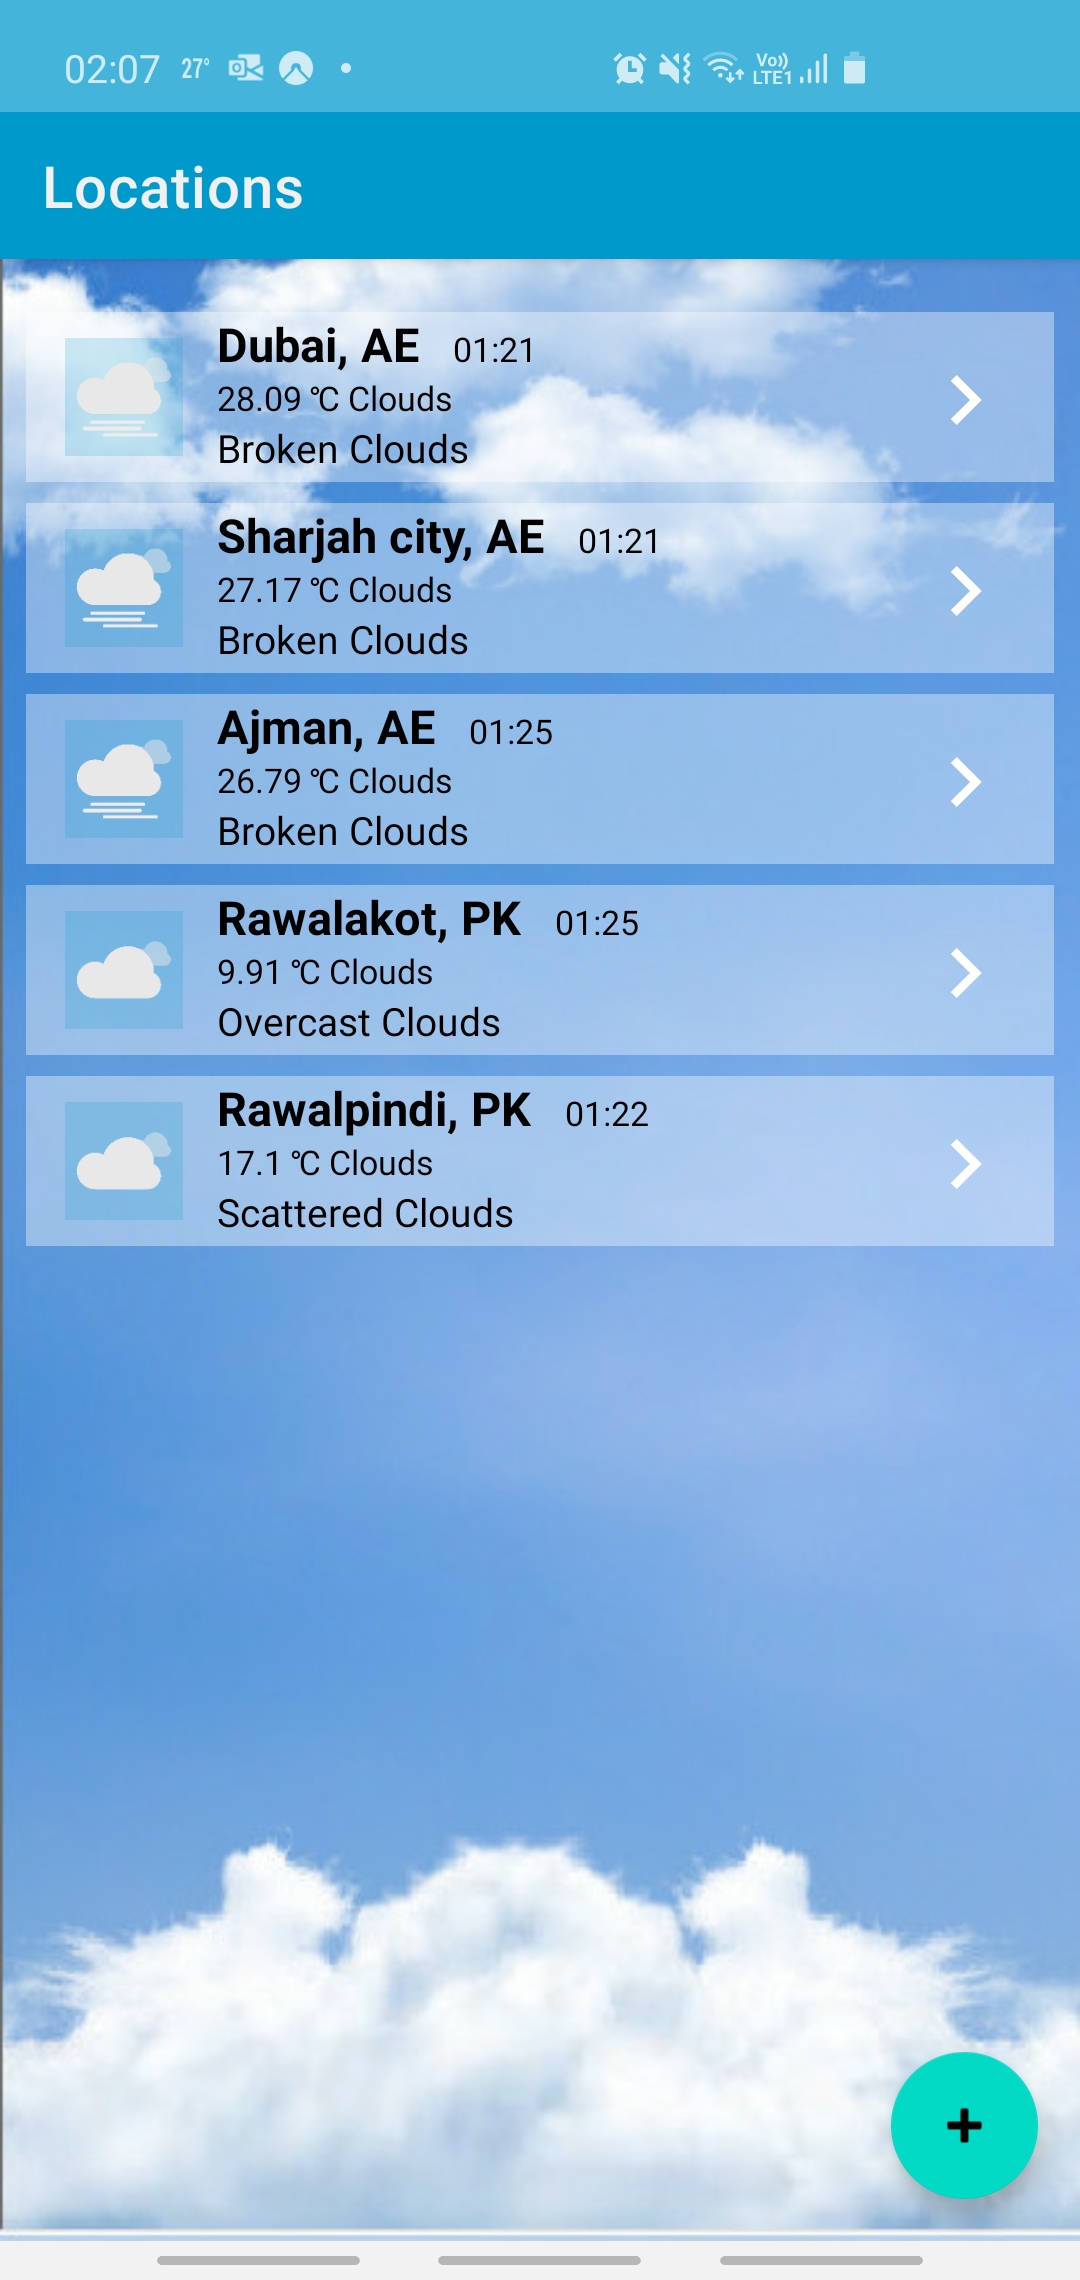 02:07 27°
Vo))
LTE1
Locations
Dubai, AE 01:21
28.09 ℃ Clouds
Broken Clouds
Sharjah city, AE 01:21
27.17 ℃ Clouds
Broken Clouds
Ajman, AE 01:25
26.79 ℃ Clouds
Broken Clouds
Rawalakot, PK 01:25
9.91 ℃ Clouds
Overcast Clouds
Rawalpindi, PK 01:22
17.1 ℃ Clouds
Scattered Clouds
+